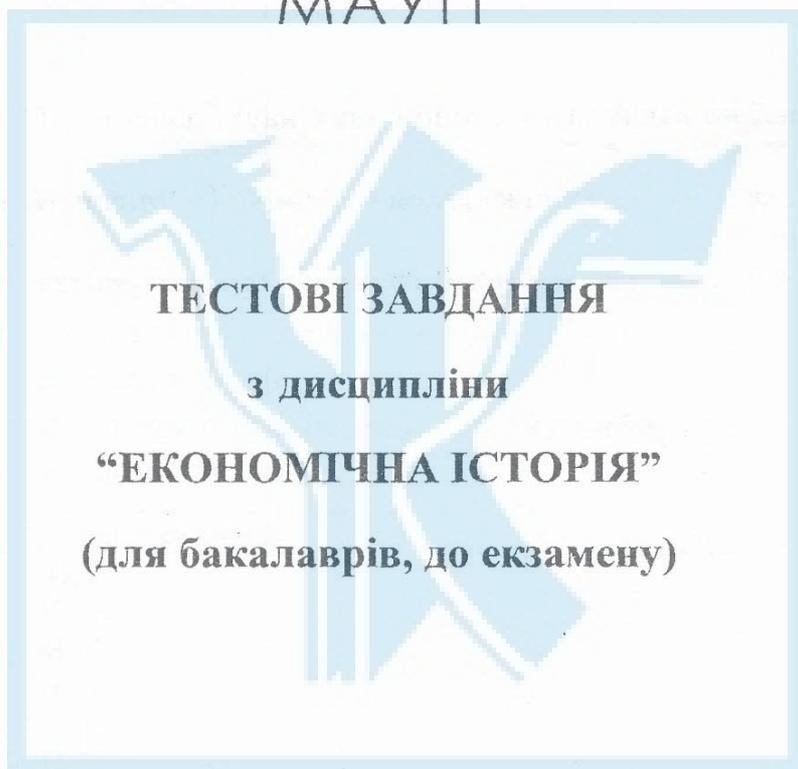 МАУП
ТЕСТОВІ ЗАВДАННЯ
з дисципліни
“ЕКОНОМІЧНА ІСТОРІЯ”
(для бакалаврів, до екзамену)